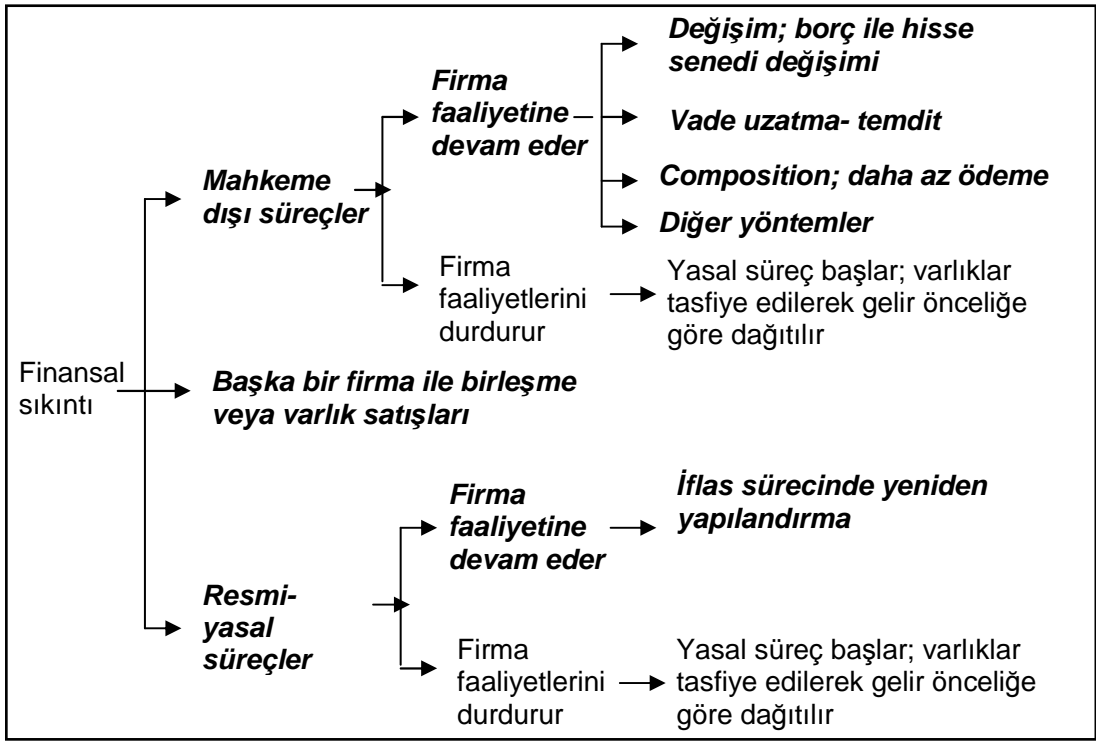 Finansal
sıkıntı
Mahkeme
dışı süreçler
Firma
faaliyetine
devam eder
Değişim; borç ile hisse
senedi değişimi
Vade uzatma- temdit
Composition; daha az ödeme
Diğer yöntemler
Firma
faaliyetlerini
durdurur
Yasal süreç başlar; varlıklar
tasfiye edilerek gelir önceliğe
göre dağıtılır
Başka bir firma ile birleşme
veya varlık satışları
Resmi-
yasal
süreçler
Firma
faaliyetine
devam eder
İflas sürecinde yeniden
yapılandırma
Firma
faaliyetlerini
durdurur
Yasal süreç başlar; varlıklar
tasfiye edilerek gelir önceliğe
göre dağıtılır